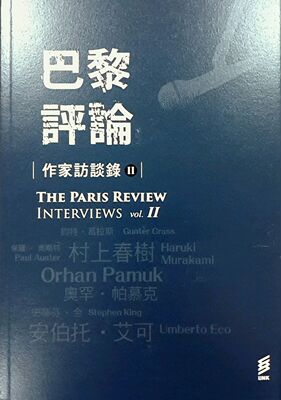 巴黎
評論
作家訪談錄 II
THE PARIS REVIEW
INTERVIEWS vol. II
鈞特・葛拉斯 Günter Grass
保羅・奧斯特
Paul Auster
村上春樹 Haruki Murakami
Orhan Pamuk
奧罕・帕慕克
史蒂芬・金 Stephen King
安伯托・艾可 Umberto Eco
UNK